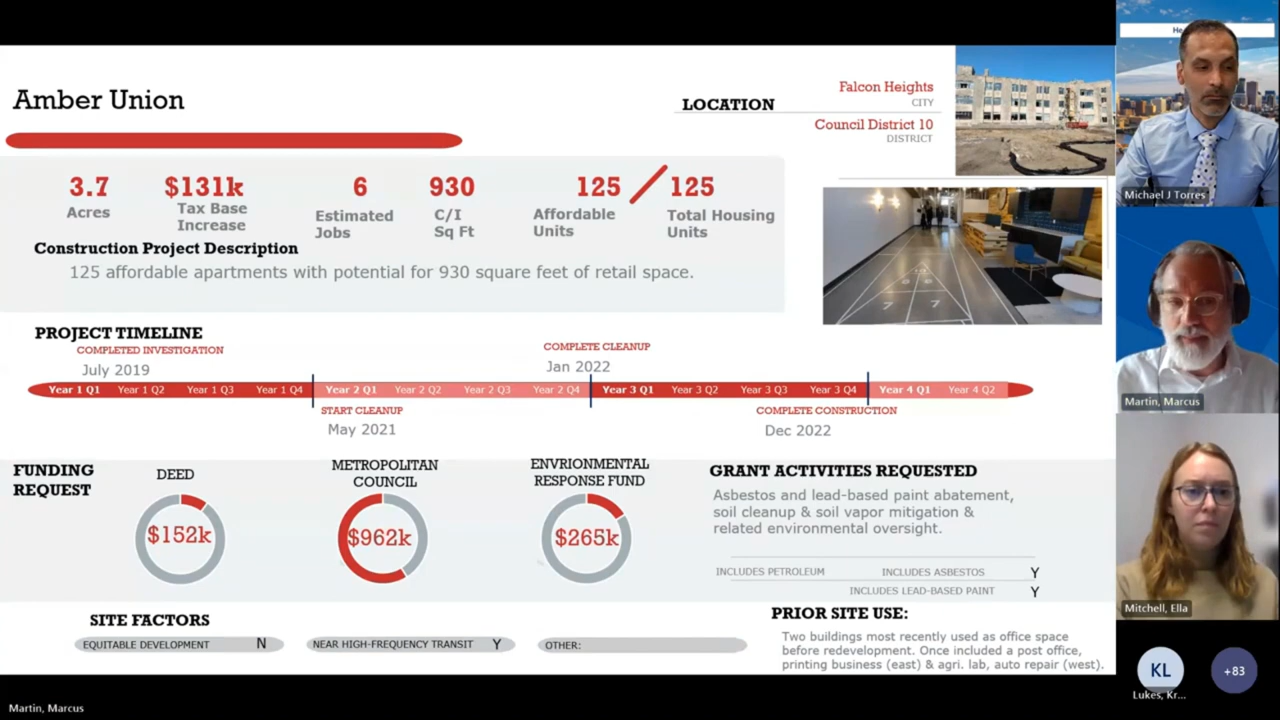 Amber Union
LOCATION
Falcon Heights
CITY
Council District 10
DISTRICT
3.7
Acres
$131k
Tax Base
Increase
6
Estimated
Jobs
930
C/I
Sq Ft
125
Affordable
Units
125
Total Housing
Units
Construction Project Description
125 affordable apartments with potential for 930 square feet of retail space.
PROJECT TIMELINE
COMPLETED INVESTIGATION
July 2019
COMPLETE CLEANUP
Jan 2022
Year 1 Q1 Year 1 Q2 Year 1 Q3 Year 1 Q4 Year 2 Q1 Year 2 Q2 Year 2 Q3 Year 2 Q4 Year 3 Q1 Year 3 Q2 Year 3 Q3 Year 3 Q4 Year 4 Q1 Year 4 Q2
START CLEANUP
May 2021
COMPLETE CONSTRUCTION
Dec 2022
FUNDING
REQUEST
DEED
$152k
METROPOLITAN
COUNCIL
$962k
ENVRIONMENTAL
RESPONSE FUND
$265k
GRANT ACTIVITIES REQUESTED
Asbestos and lead-based paint abatement,
soil cleanup & soil vapor mitigation &
related environmental oversight.
INCLUDES PETROLEUM INCLUDES ASBESTOS Y
INCLUDES LEAD-BASED PAINT Y
SITE FACTORS
EQUITABLE DEVELOPMENT N
NEAR HIGH-FREQUENCY TRANSIT Y
OTHER:
PRIOR SITE USE:
Two buildings most recently used as office space
before redevelopment. Once included a post office,
printing business (east) & agri. lab, auto repair (west).
7 7
Michael J Torres
Martin, Marcus
Mitchell, Ella
KL
Lukes, Kr...
+83
Martin, Marcus